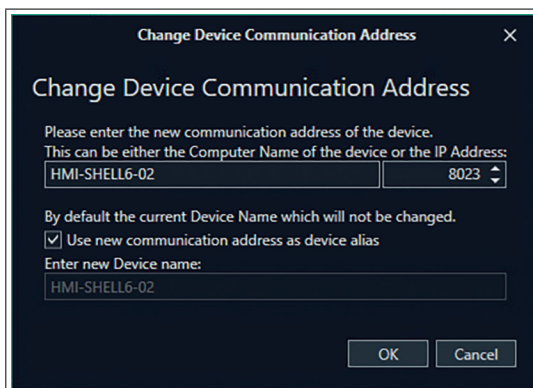 Change Device Communication Address
Change Device Communication Address
Please enter the new communication address of the device.
This can be either the Computer Name of the device or the IP Address:
HMI-SHELL6-02 8023
By default the current Device Name which will not be changed.
Use new communication address as device alias
Enter new Device name:
HMI-SHELL6-02
OK Cancel